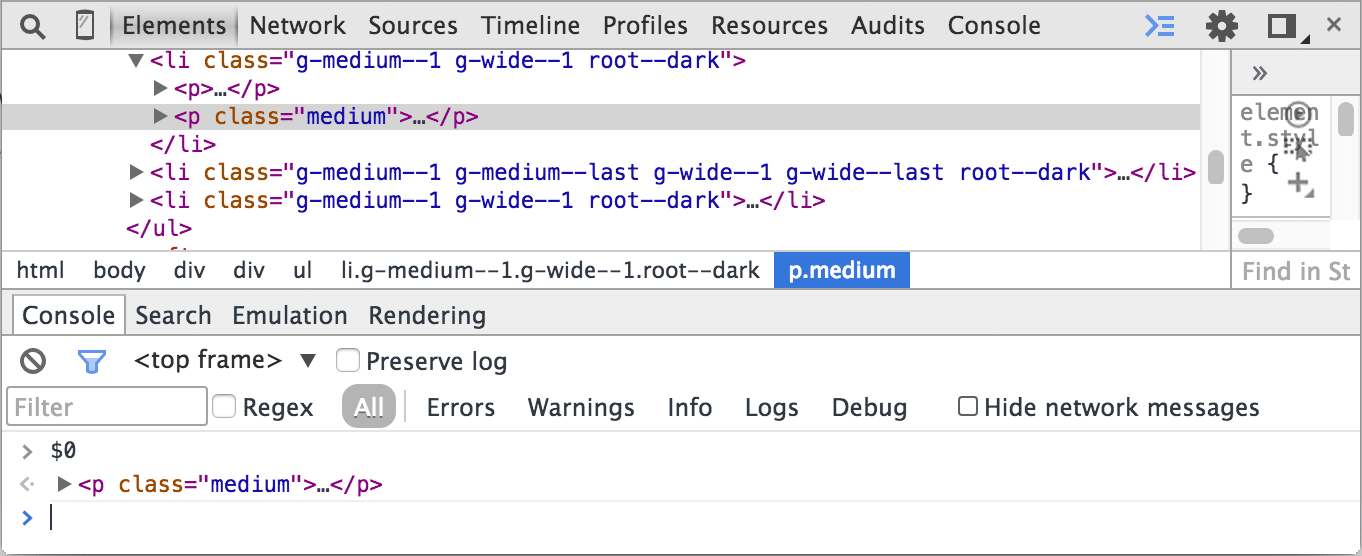 Elements Network Sources Timeline Profiles Resources Audits Console
▼<li class="g-medium--1 g-wide--1 root--dark">
▶<p>…</p>
▶<p class="medium">…</p>
</li>
▶<li class="g-medium--1 g-medium--last g-wide--1 g-wide--last root--dark">…</li>
▶<li class="g-medium--1 g-wide--1 root--dark">…</li>
</ul>
»
elemen
t.styl
e {
}
html body div div ul li.g-medium--1.g-wide--1.root--dark p.medium
Find in St
Console Search Emulation Rendering
<top frame> ▼ Preserve log
Filter Regex All Errors Warnings Info Logs Debug Hide network messages
> $0
▶<p class="medium">…</p>
>